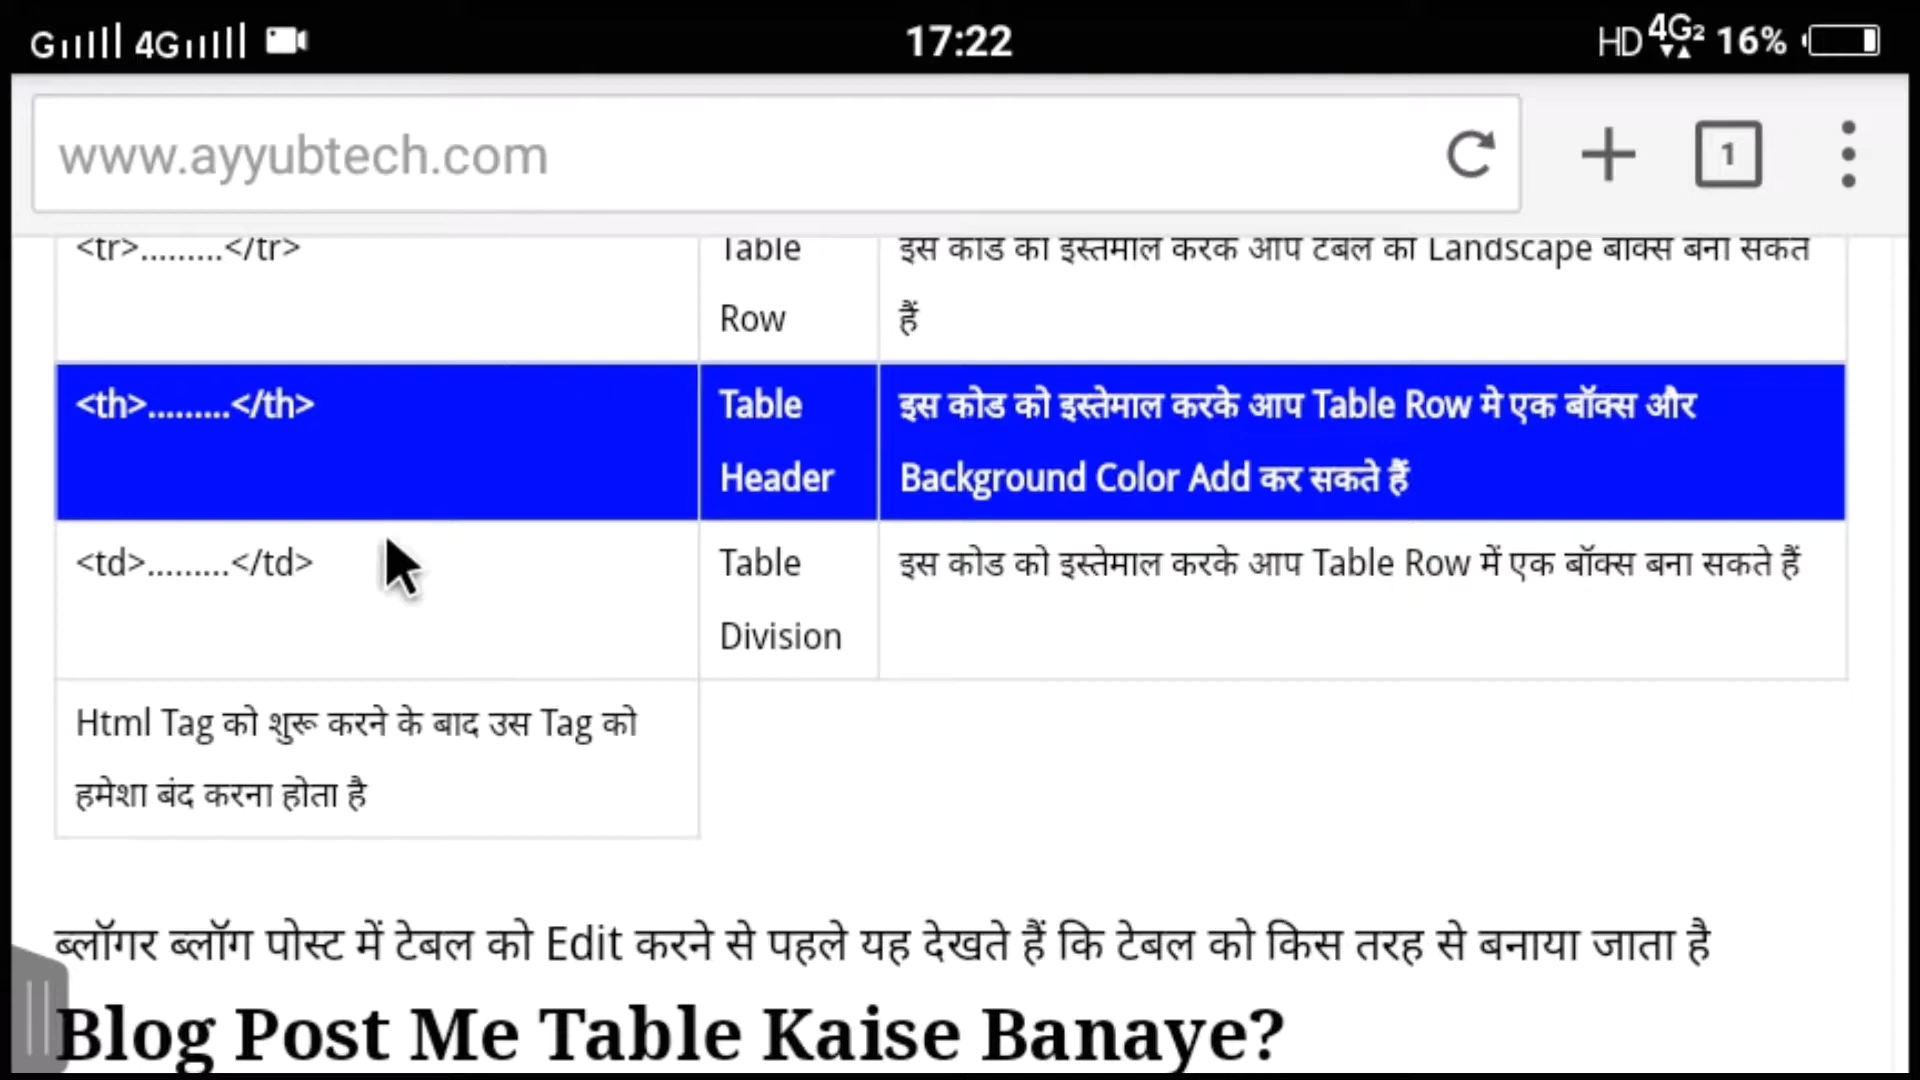 G 4G 17:22 HD 4G2 16%
www.ayyubtech.com 1
<tr>.........</tr> Table इस कोड को इस्तेमाल करके आप टेबल का Landscape बॉक्स बना सकते
Row हैं
<th>.........</th> Table इस कोड को इस्तेमाल करके आप Table Row मे एक बॉक्स और
Header Background Color Add कर सकते हैं
<td>.........</td> Table इस कोड को इस्तेमाल करके आप Table Row में एक बॉक्स बना सकते हैं
Division
Html Tag को शुरू करने के बाद उस Tag को
हमेशा बंद करना होता है
ब्लॉगर ब्लॉग पोस्ट में टेबल को Edit करने से पहले यह देखते हैं कि टेबल को किस तरह से बनाया जाता है
Blog Post Me Table Kaise Banaye?